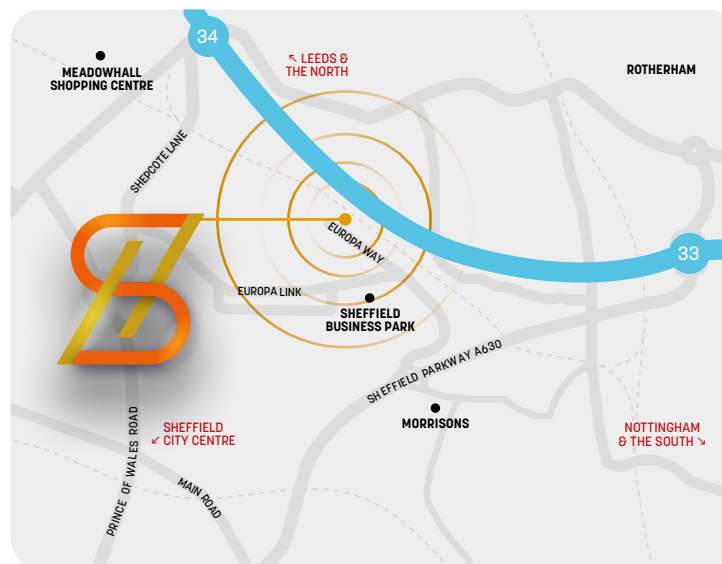 34
MEADOWHALL
SHOPPING CENTRE
↖ LEEDS &
THE NORTH
ROTHERHAM
SHEPCOTE LANE
EUROPA WAY
33
EUROPA LINK
SHEFFIELD
BUSINESS PARK
SHEFFIELD PARKWAY A630
MORRISONS
SHEFFIELD
↙ CITY CENTRE
NOTTINGHAM
& THE SOUTH ↘
PRINCE OF WALES ROAD
MAIN ROAD